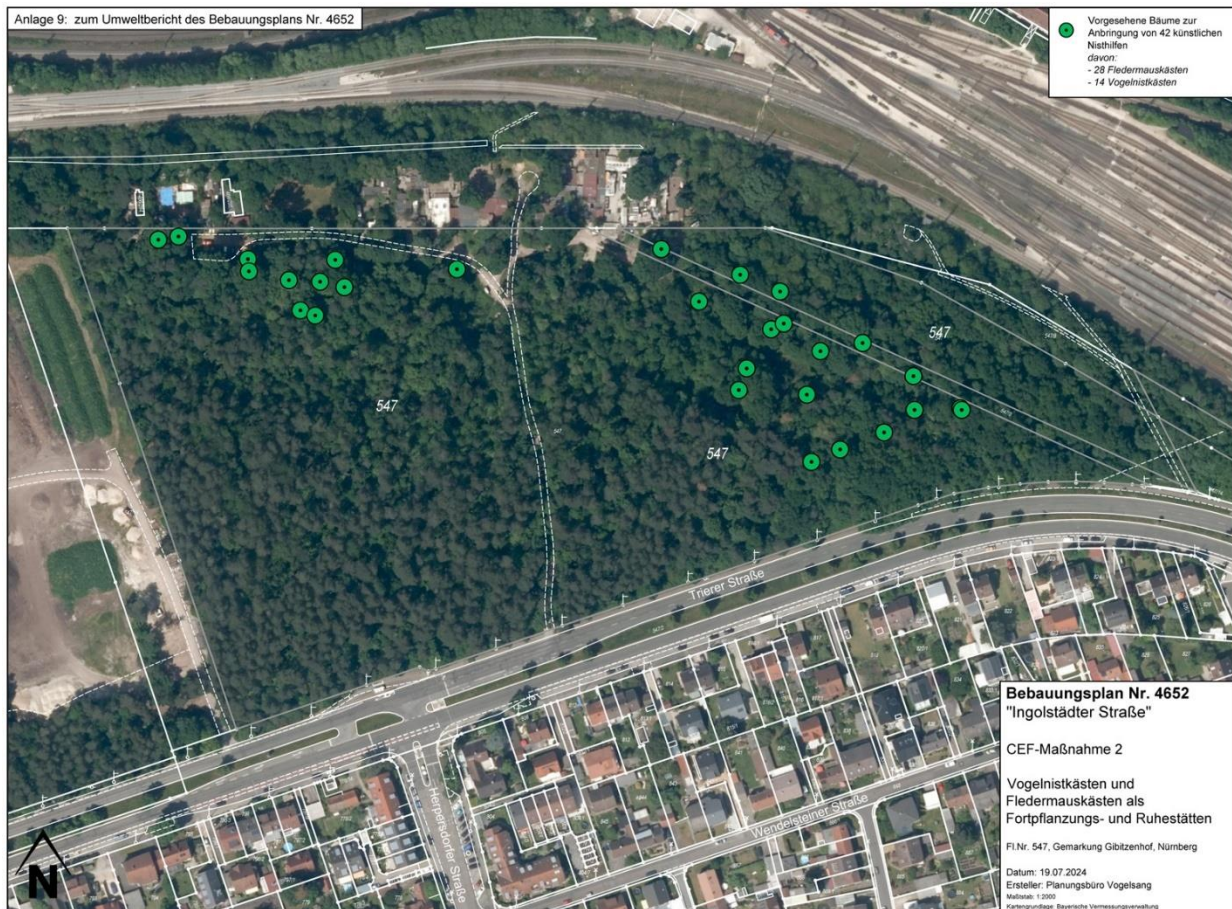 Anlage 9: zum Umweltbericht des Bebauungsplans Nr. 4652
Vorgesehene Bäume zur
Anbringung von 42 künstlichen
Nisthilfen
davon:
- 28 Fledermauskästen
- 14 Vogelnistkästen
547
547
547
Trierer Straße
Heinersdorfer Straße
Wendelsteiner Straße
N
Bebauungsplan Nr. 4652
"Ingolstädter Straße"
CEF-Maßnahme 2
Vogelnistkästen und
Fledermauskästen als
Fortpflanzungs- und Ruhestätten
Fl.Nr. 547, Gemarkung Gibitzenhof, Nürnberg
Datum: 19.07.2024
Ersteller: Planungsbüro Vogelsang
Maßstab: 1:2000
Kartengrundlage: Bayerische Vermessungsverwaltung